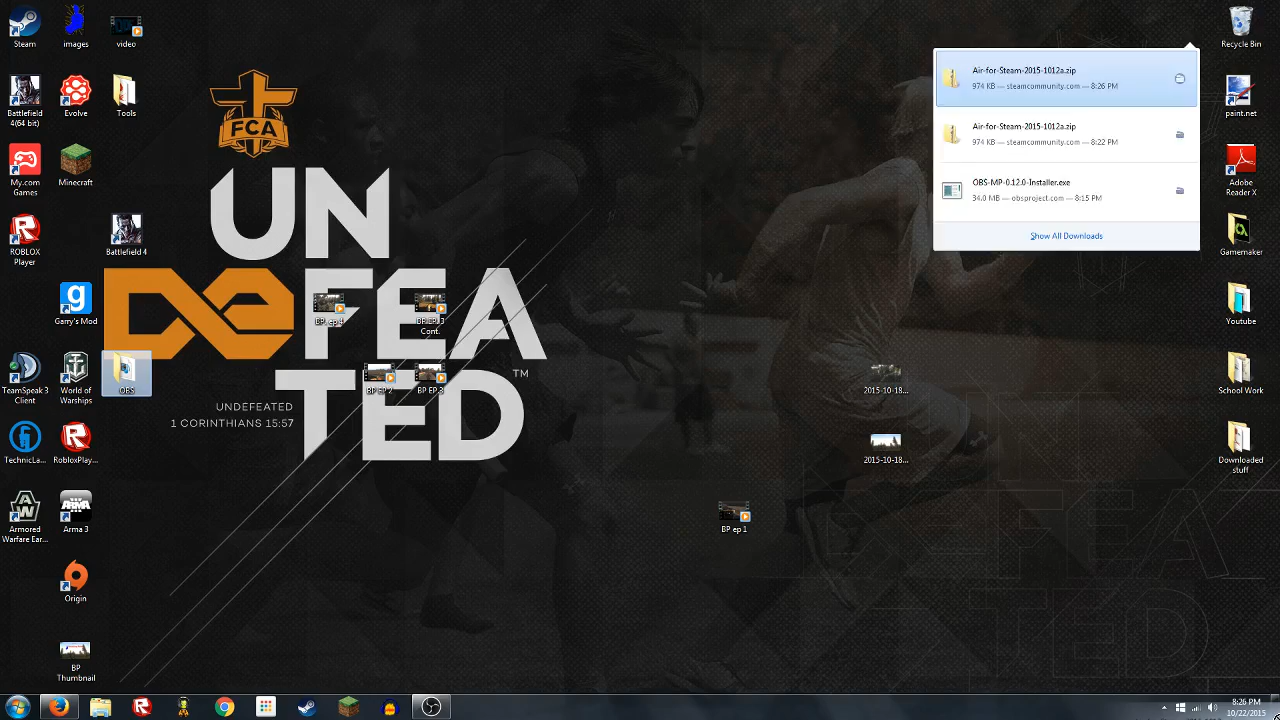 Steam
images
video
Battlefield
4(64 bit)
Evolve
Tools
My.com
Games
Minecraft
ROBLOX
Player
Battlefield 4
Garry's Mod
TeamSpeak 3
Client
World of
Warships
OBS
TechnicLa...
RobloxPlay...
Armored
Warfare Ear...
Arma 3
Origin
BP
Thumbnail
FCA
UN
DEFEA
TED
TM
UNDEFEATED
1 CORINTHIANS 15:57
BP. ep 4
BP EP. 3
Cont.
BP EP 2
BP EP 3
BP ep 1
2015-10-18...
2015-10-18...
Air-for-Steam-2015-1012a.zip
974 KB — steamcommunity.com — 8:26 PM
Air-for-Steam-2015-1012a.zip
974 KB — steamcommunity.com — 8:22 PM
OBS-MP-0.12.0-Installer.exe
34.0 MB — obsproject.com — 8:15 PM
Show All Downloads
Recycle Bin
paint.net
Adobe
Reader X
Gamemaker
Youtube
School Work
Downloaded
stuff
8:26 PM
10/22/2015